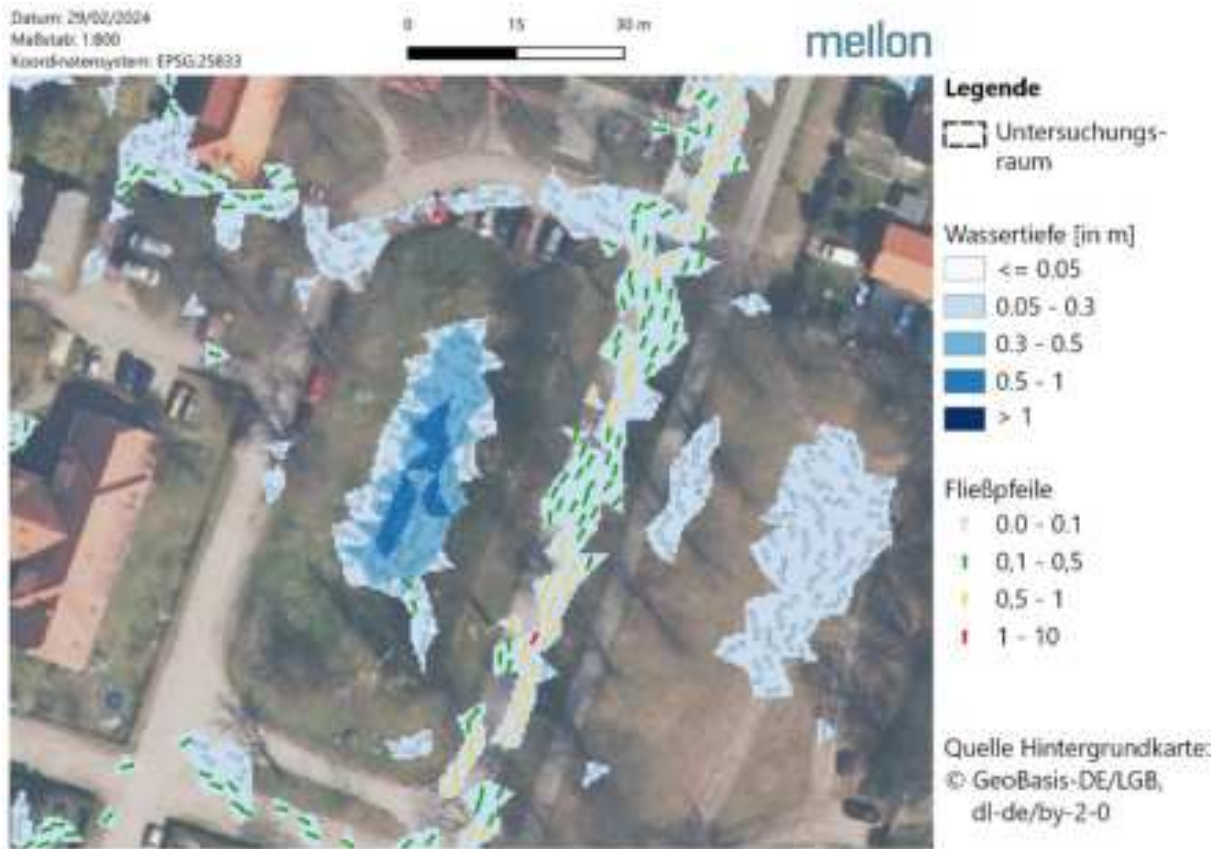 Datum: 29/02/2024
Maßstab: 1:800
Koordinatensystem: EPSG:25833
0 15 30 m
mellon
Legende
Untersuchungs-
raum
Wassertiefe [in m]
<= 0.05
0.05 - 0.3
0.3 - 0.5
0.5 - 1
> 1
Fließpfeile
0.0 - 0.1
0,1 - 0,5
0.5 - 1
1 - 10
Quelle Hintergrundkarte:
© GeoBasis-DE/LGB,
dl-de/by-2-0